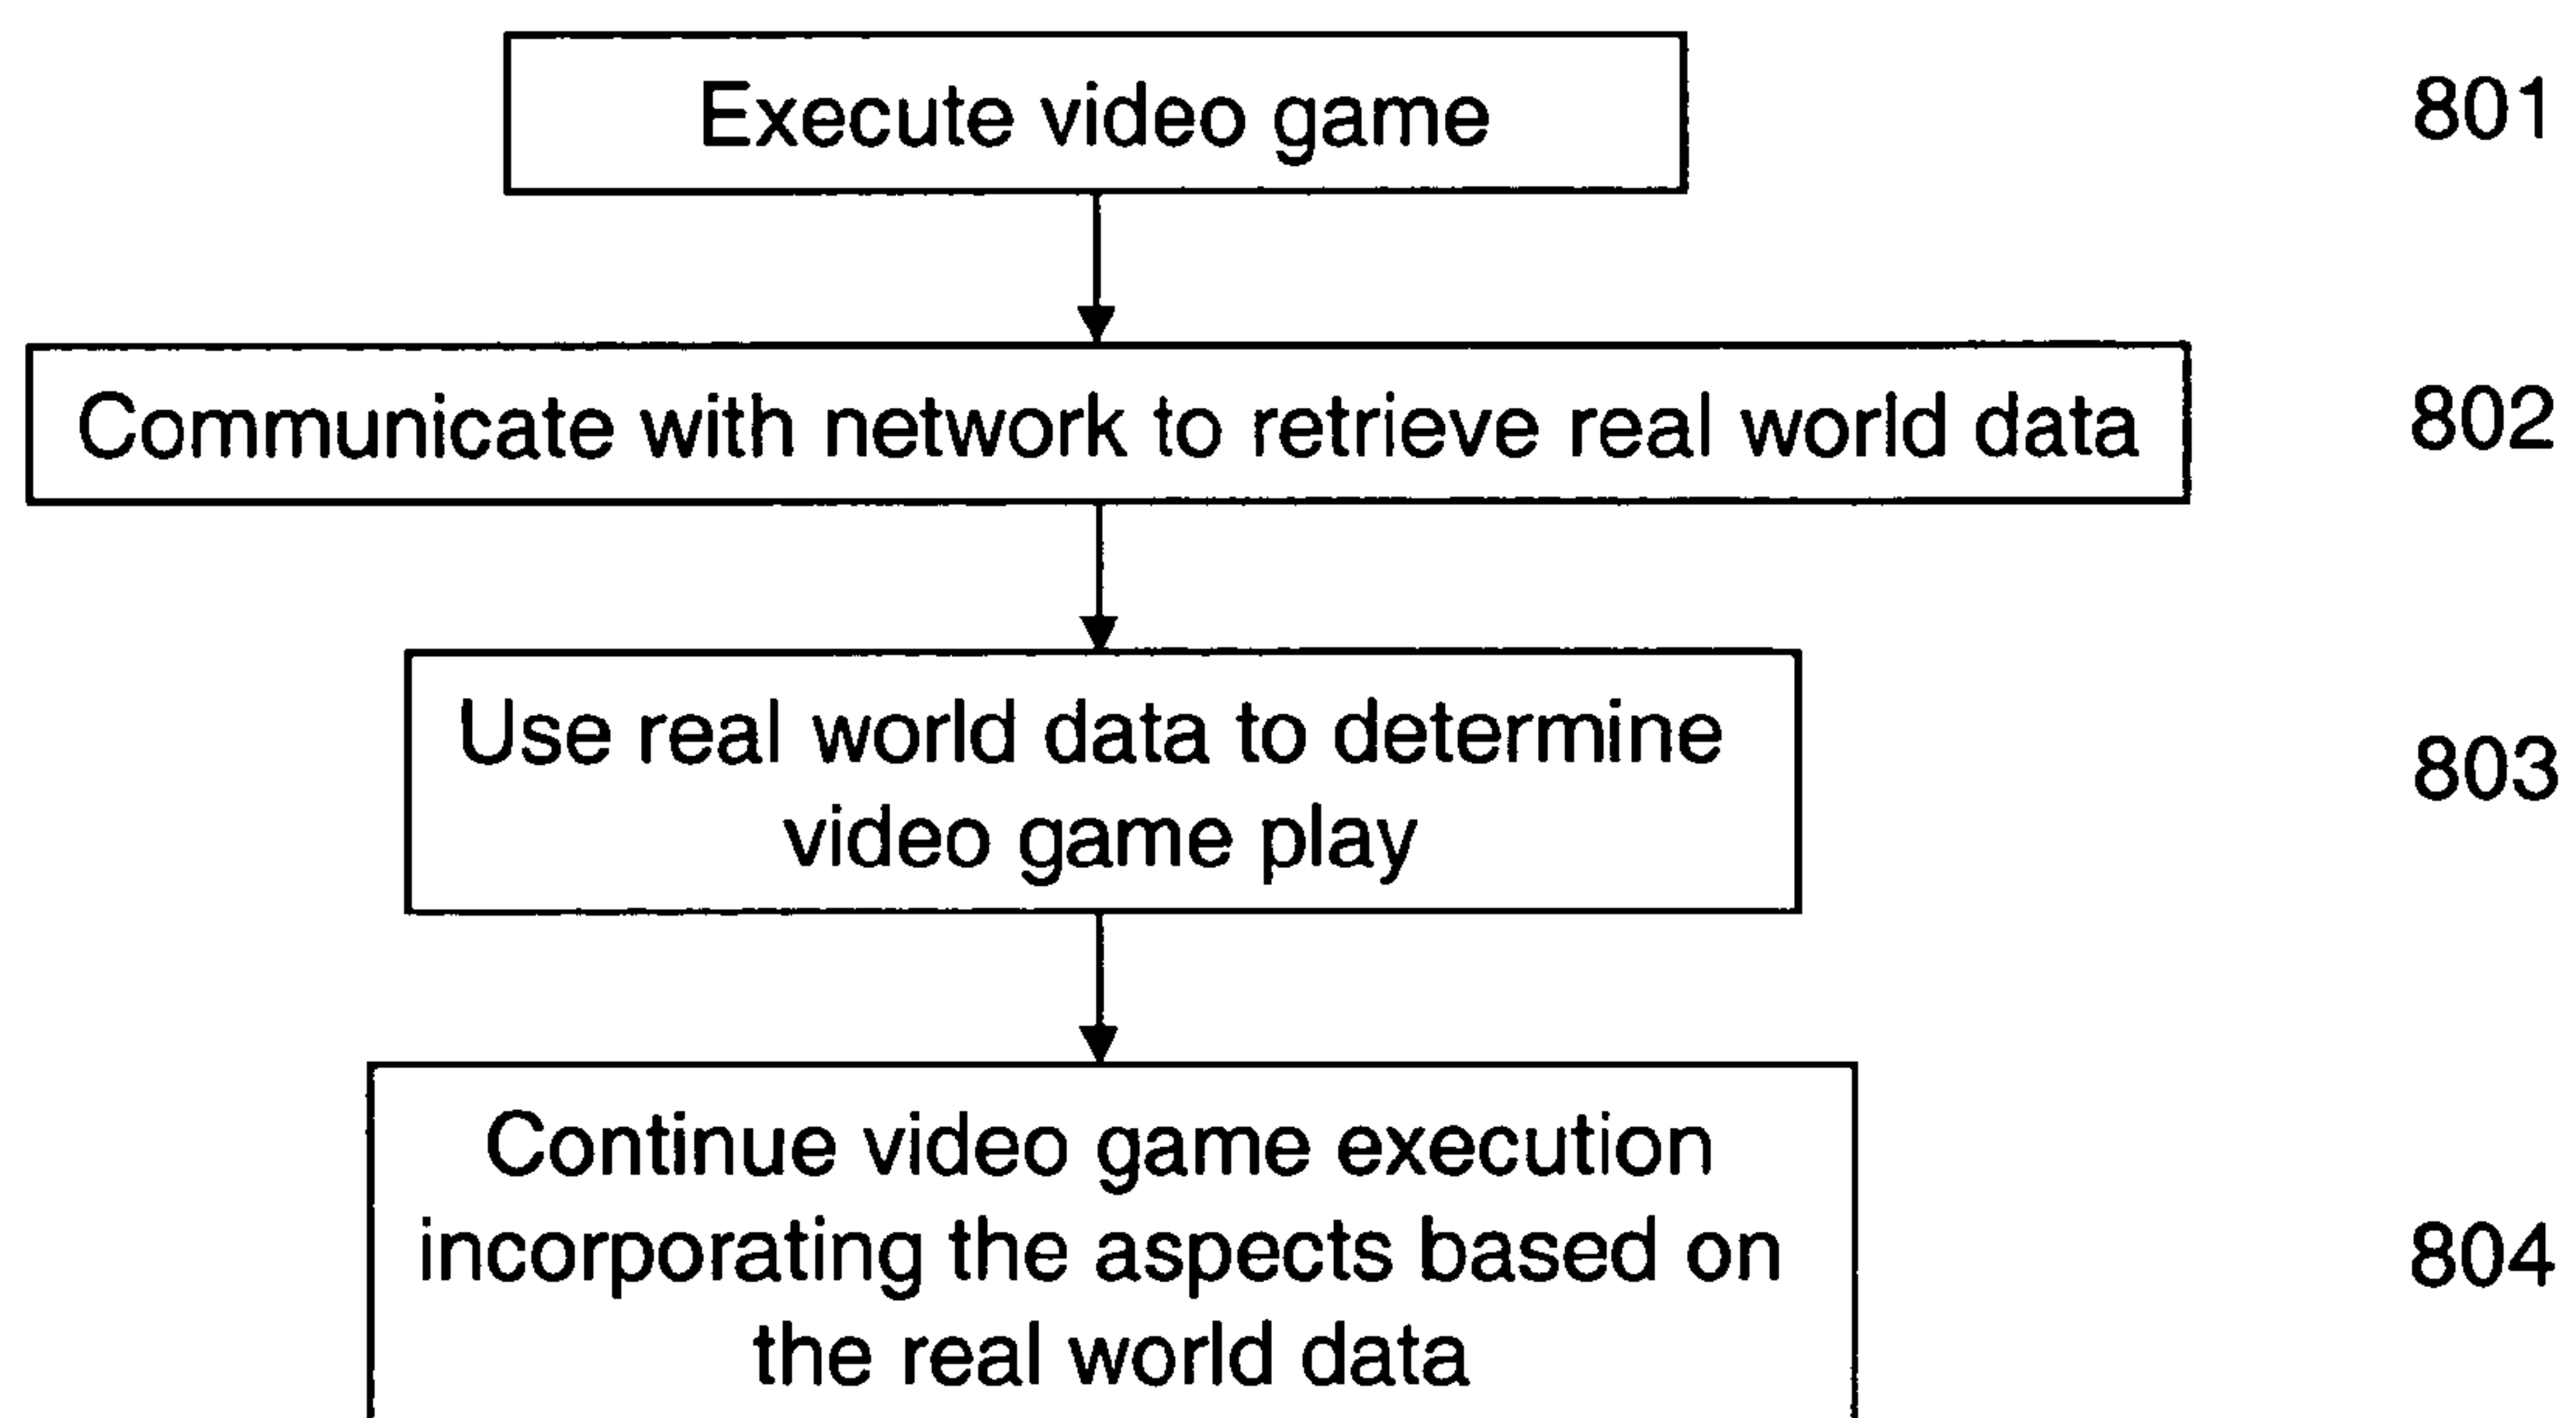 Execute video game 801
Communicate with network to retrieve real world data 802
Use real world data to determine
video game play
803
Continue video game execution
incorporating the aspects based on
the real world data
804